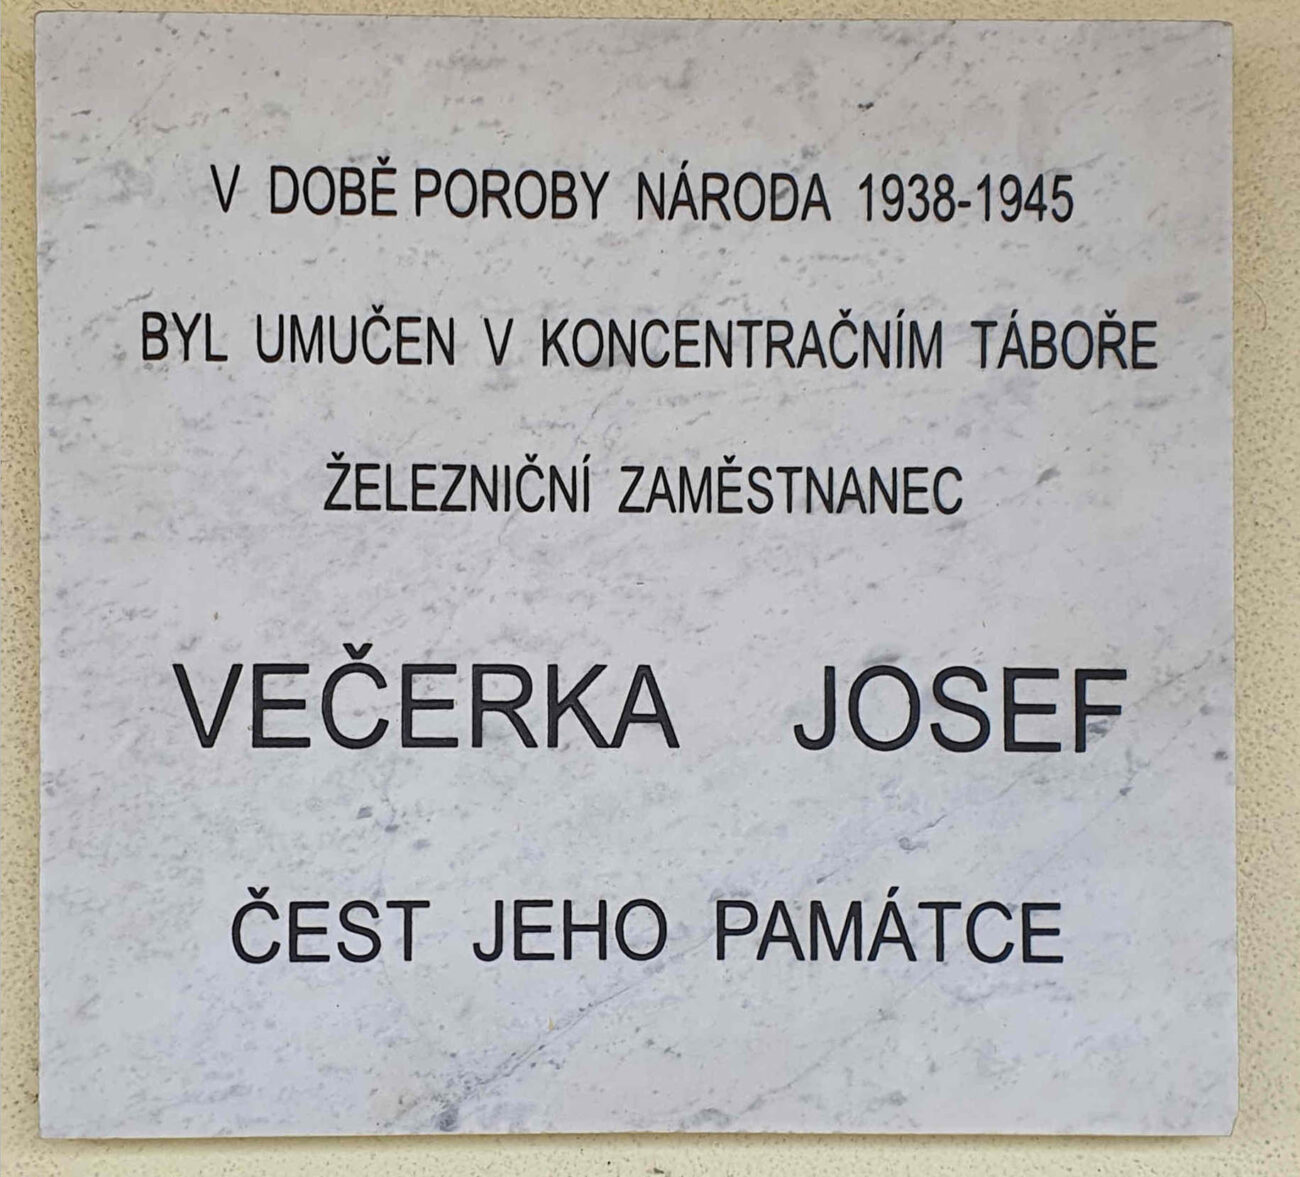 V DOBĚ POROBY NÁRODA 1938-1945
BYL UMUČEN V KONCENTRAČNÍM TÁBOŘE
ŽELEZNIČNÍ ZAMĚSTNANEC
VEČERKA JOSEF
ČEST JEHO PAMÁTCE